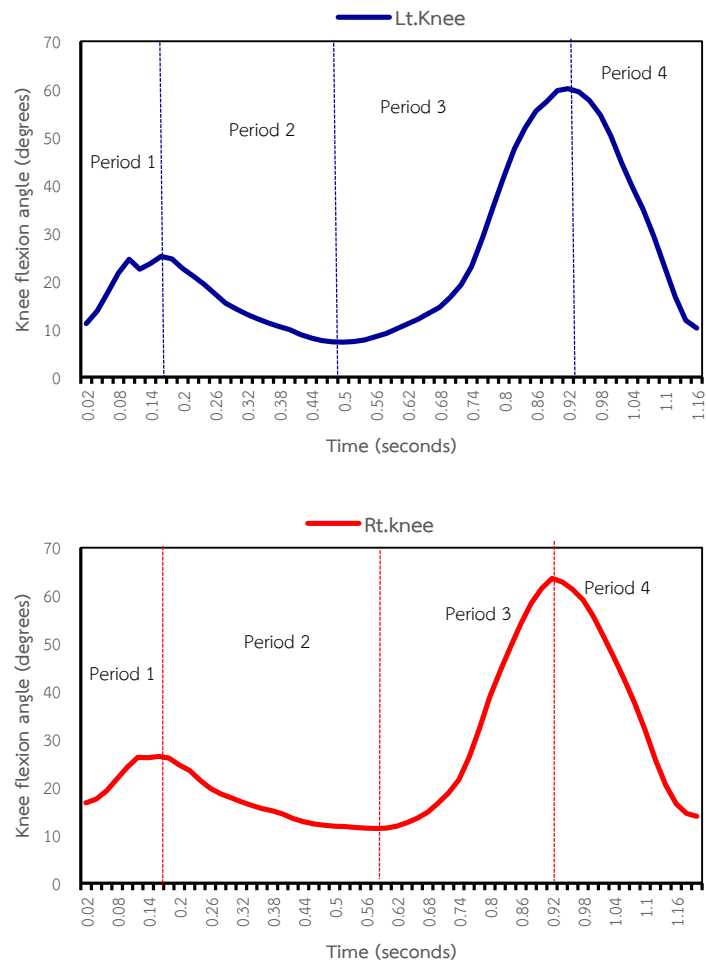 Lt.Knee
70
60
50
40
30
20
10
0
Knee flexion angle (degrees)
Period 1
Period 2
Period 3
Period 4
0.02 0.08 0.14 0.2 0.26 0.32 0.38 0.44 0.5 0.56 0.62 0.68 0.74 0.8 0.86 0.92 0.98 1.04 1.1 1.16
Time (seconds)
Rt.knee
70
60
50
40
30
20
10
0
Knee flexion angle (degrees)
Period 1
Period 2
Period 3
Period 4
0.02 0.08 0.14 0.2 0.26 0.32 0.38 0.44 0.5 0.56 0.62 0.68 0.74 0.8 0.86 0.92 0.98 1.04 1.1 1.16
Time (seconds)